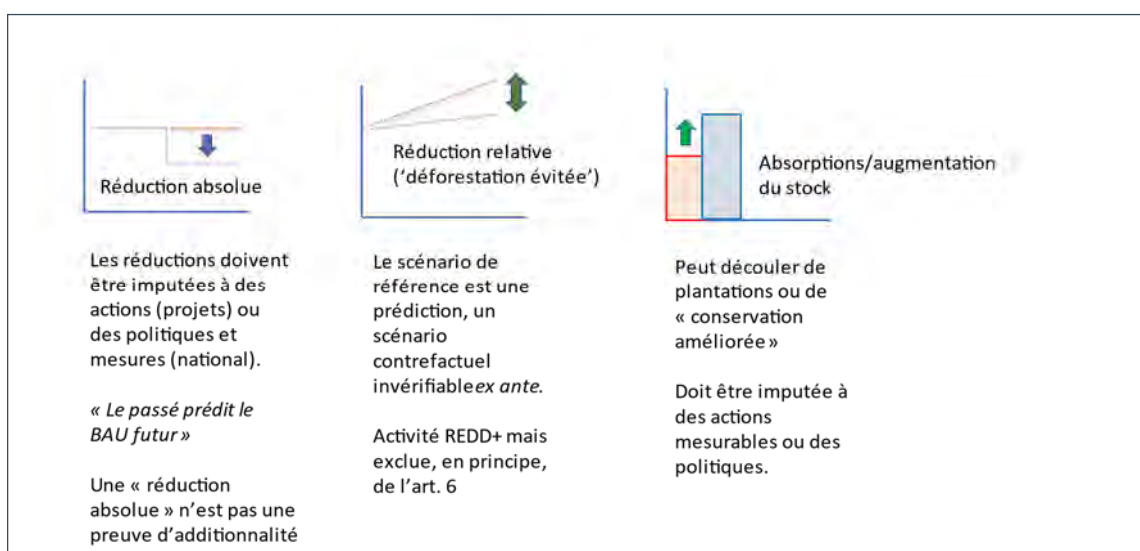 Réduction absolue
Les réductions doivent
être imputées à des
actions (projets) ou
des politiques et
mesures (national).
« Le passé prédit le
BAU futur »
Une « réduction
absolue » n'est pas une
preuve d'additionnalité
Réduction relative
('déforestation évitée')
Le scénario de
référence est une
prédiction, un
scénario
contrefactuel
invérifiable ex ante.
Activité REDD+ mais
exclue, en principe,
de l'art. 6
Absorptions/augmentation
du stock
Peut découler de
plantations ou de
« conservation
améliorée »
Doit être imputée à
des actions
mesurables ou des
politiques.